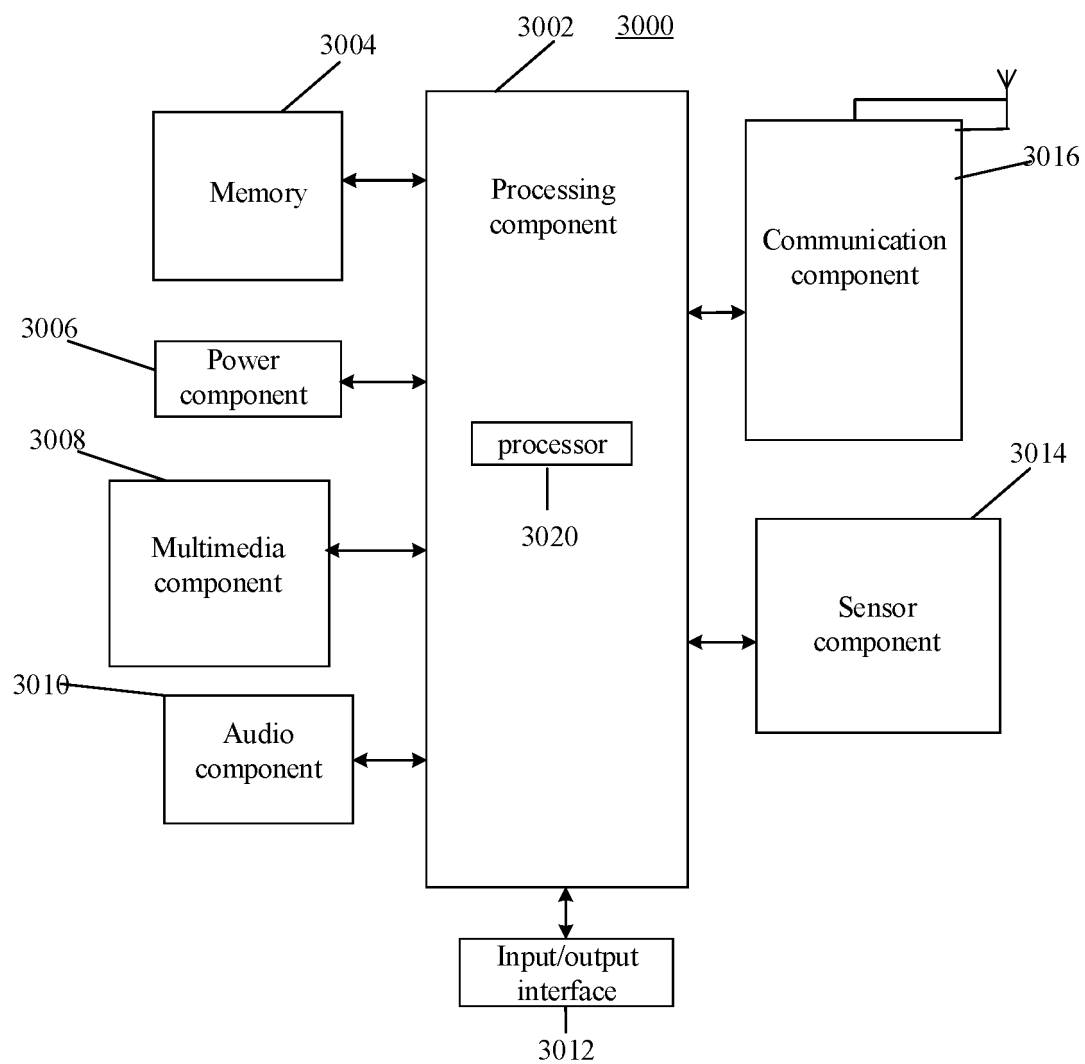 3000
3002
3004
Memory
Processing
component
3016
Communication
component
3006
Power
component
3008
processor
3020
3014
Multimedia
component
Sensor
component
3010
Audio
component
Input/output
interface
3012